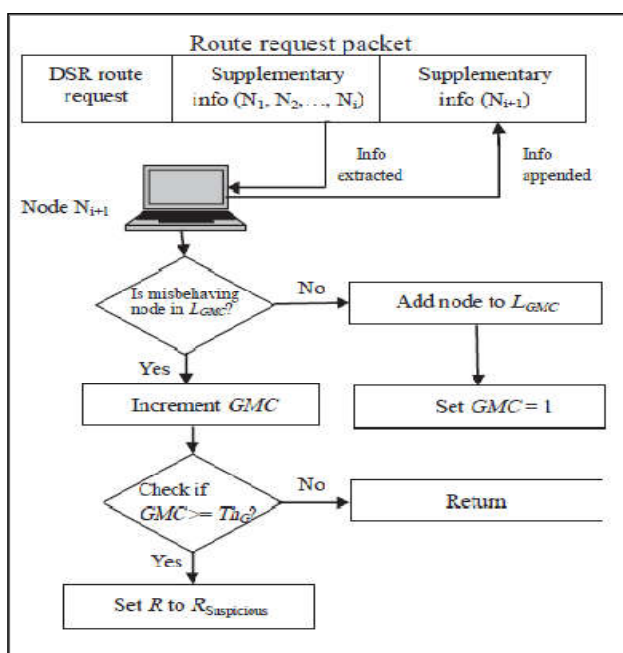 Route request packet
DSR route
request
Supplementary
info (N1, N2,…, Ni)
Supplementary
info (Ni+1)
Info
extracted
Info
appended
Node Ni+1
Is misbehaving
node in LGMC?
No
Add node to LGMC
Yes
Increment GMC
Set GMC = 1
Check if
GMC >= ThG?
No
Return
Yes
Set R to RSuspicious